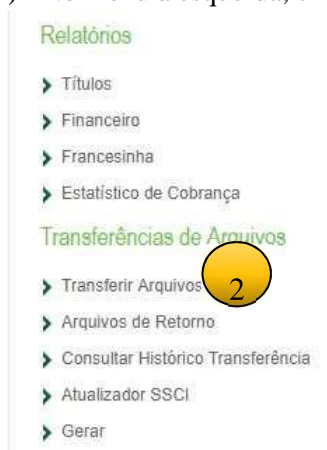 Relatórios
Títulos
Financeiro
Francesinha
Estatístico de Cobrança
Transferências de Arquivos
Transferir Arquivos 2
Arquivos de Retorno
Consultar Histórico Transferência
Atualizador SSCI
Gerar